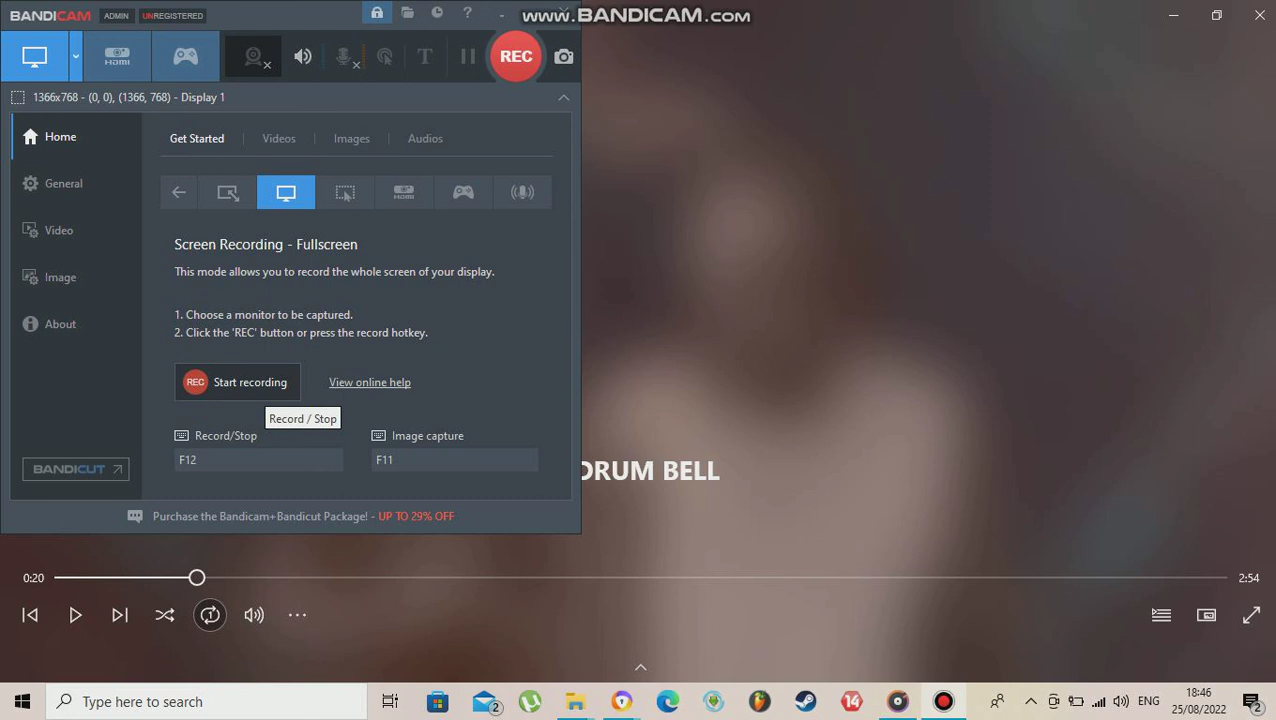 BANDICAM ADMIN UNREGISTERED ?
www.BANDICAM.com
HDMI T REC
1366x768 - (0, 0), (1366, 768) - Display 1
Home
General
Video
Image
About
BANDICUT
Get Started Videos Images Audios
HDMI
Screen Recording - Fullscreen
This mode allows you to record the whole screen of your display.
1. Choose a monitor to be captured.
2. Click the 'REC' button or press the record hotkey.
REC Start recording View online help
Record / Stop
Record/Stop Image capture
F12 F11
Purchase the Bandicam+Bandicut Package! - UP TO 29% OFF
DRUM BELL
0:20 2:54
1
Type here to search
2
14
ENG
18:46
25/08/2022
2